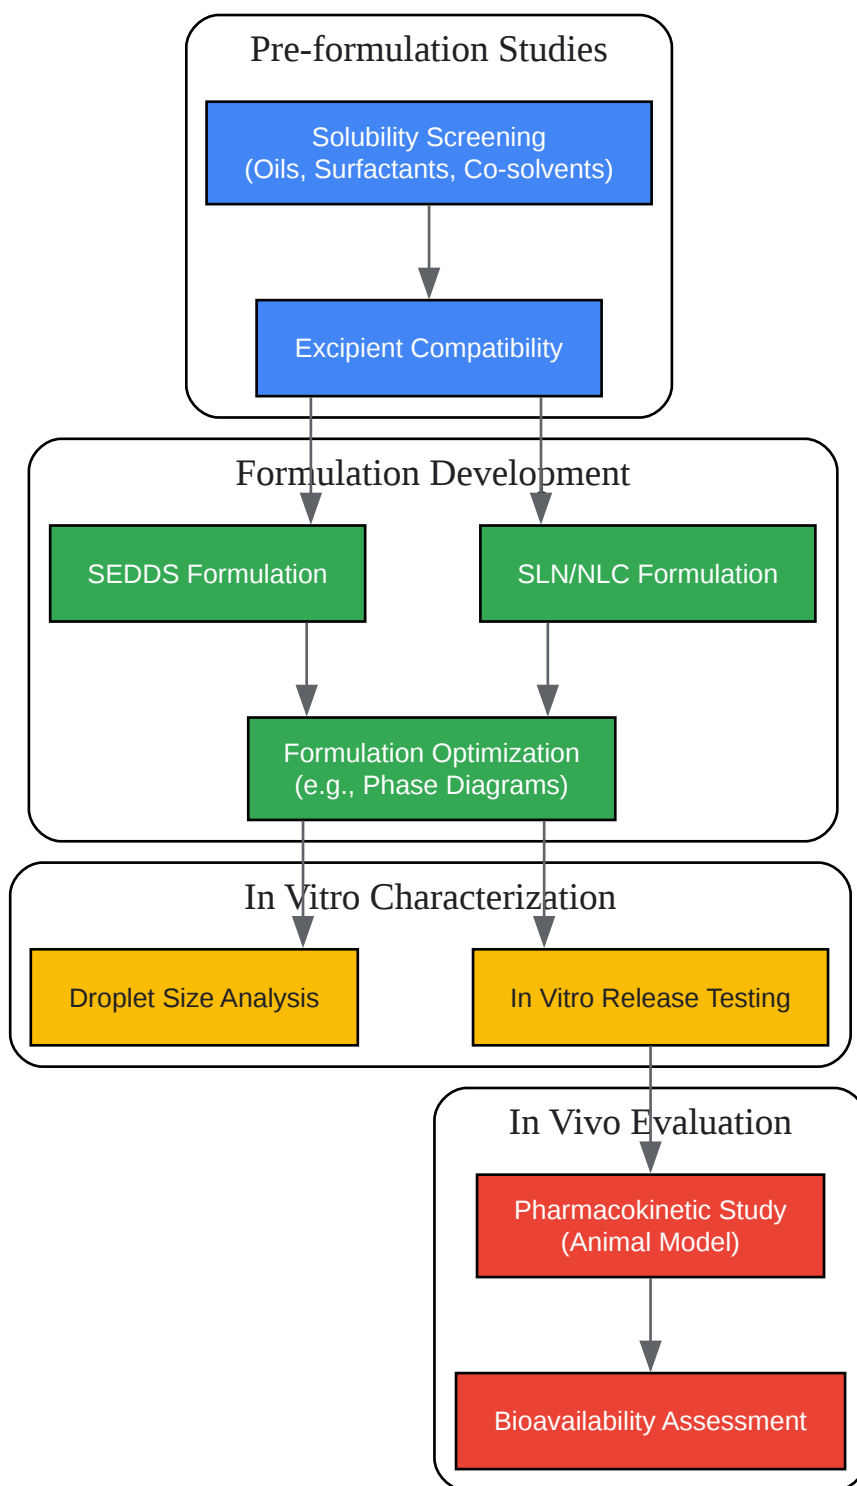 Pre-formulation Studies
Solubility Screening
(Oils, Surfactants, Co-solvents)
Excipient Compatibility
Formulation Development
SEDDS Formulation
SLN/NLC Formulation
Formulation Optimization
(e.g., Phase Diagrams)
In Vitro Characterization
Droplet Size Analysis
In Vitro Release Testing
In Vivo Evaluation
Pharmacokinetic Study
(Animal Model)
Bioavailability Assessment